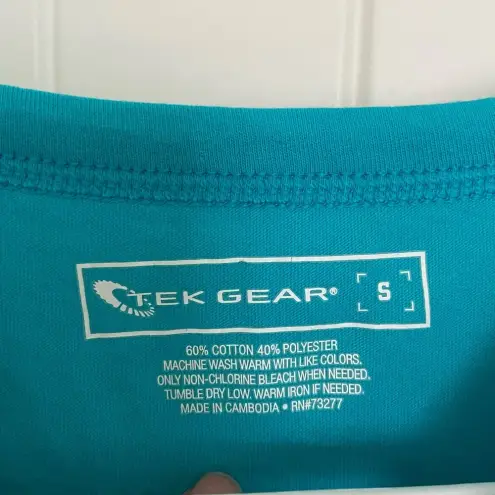 TEK GEAR® S
60% COTTON 40% POLYESTER
MACHINE WASH WARM WITH LIKE COLORS.
ONLY NON-CHLORINE BLEACH WHEN NEEDED.
TUMBLE DRY LOW. WARM IRON IF NEEDED.
MADE IN CAMBODIA • RN#73277